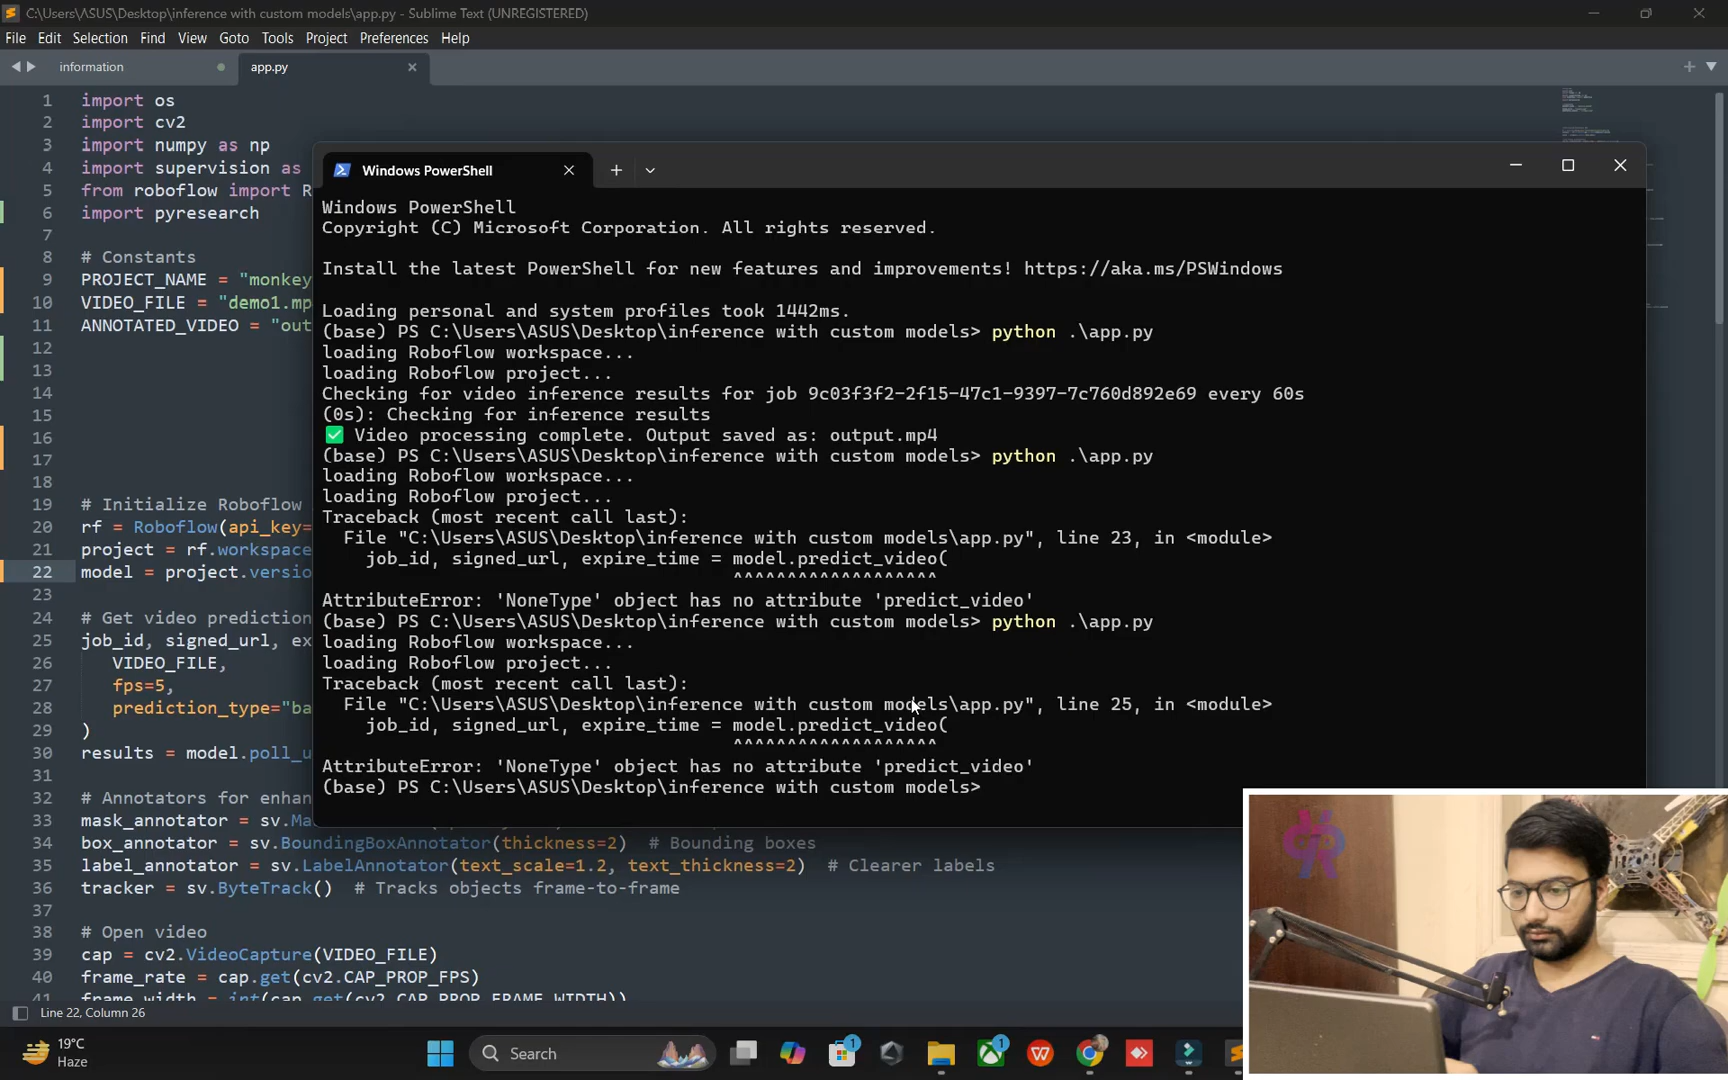 C:\Users\ASUS\Desktop\inference with custom models\app.py - Sublime Text (UNREGISTERED)
File Edit Selection Find View Goto Tools Project Preferences Help
information
app.py
1 import os
2 import cv2
3 import numpy as np
4 import supervision as
5 from roboflow import R
6 import pyresearch
7
8 # Constants
9 PROJECT_NAME = "monkey
10 VIDEO_FILE = "demo1.mp
11 ANNOTATED_VIDEO = "out
12
13
14
15
16
17
18
19 # Initialize Roboflow
20 rf = Roboflow(api_key=
21 project = rf.workspace
22 model = project.versio
23
24 # Get video prediction
25 job_id, signed_url, ex
26 VIDEO_FILE,
27 fps=5,
28 prediction_type="ba
29 )
30 results = model.poll_u
31
32 # Annotators for enhan
33 mask_annotator = sv.Ma
34 box_annotator = sv.BoundingBoxAnnotator(thickness=2) # Bounding boxes
35 label_annotator = sv.LabelAnnotator(text_scale=1.2, text_thickness=2) # Clearer labels
36 tracker = sv.ByteTrack() # Tracks objects frame-to-frame
37
38 # Open video
39 cap = cv2.VideoCapture(VIDEO_FILE)
40 frame_rate = cap.get(cv2.CAP_PROP_FPS)
41 frame_width = int(cap.get(cv2.CAP_PROP_FRAME_WIDTH))
Windows PowerShell
Windows PowerShell
Copyright (C) Microsoft Corporation. All rights reserved.
Install the latest PowerShell for new features and improvements! https://aka.ms/PSWindows
Loading personal and system profiles took 1442ms.
(base) PS C:\Users\ASUS\Desktop\inference with custom models> python .\app.py
loading Roboflow workspace...
loading Roboflow project...
Checking for video inference results for job 9c03f3f2-2f15-47c1-9397-7c760d892e69 every 60s
(0s): Checking for inference results
✅ Video processing complete. Output saved as: output.mp4
(base) PS C:\Users\ASUS\Desktop\inference with custom models> python .\app.py
loading Roboflow workspace...
loading Roboflow project...
Traceback (most recent call last):
File "C:\Users\ASUS\Desktop\inference with custom models\app.py", line 23, in <module>
job_id, signed_url, expire_time = model.predict_video(
^^^^^^^^^^^^^^^^^^^
AttributeError: 'NoneType' object has no attribute 'predict_video'
(base) PS C:\Users\ASUS\Desktop\inference with custom models> python .\app.py
loading Roboflow workspace...
loading Roboflow project...
Traceback (most recent call last):
File "C:\Users\ASUS\Desktop\inference with custom models\app.py", line 25, in <module>
job_id, signed_url, expire_time = model.predict_video(
^^^^^^^^^^^^^^^^^^^
AttributeError: 'NoneType' object has no attribute 'predict_video'
(base) PS C:\Users\ASUS\Desktop\inference with custom models>
Line 22, Column 26
19°C
Haze
Search
1
1